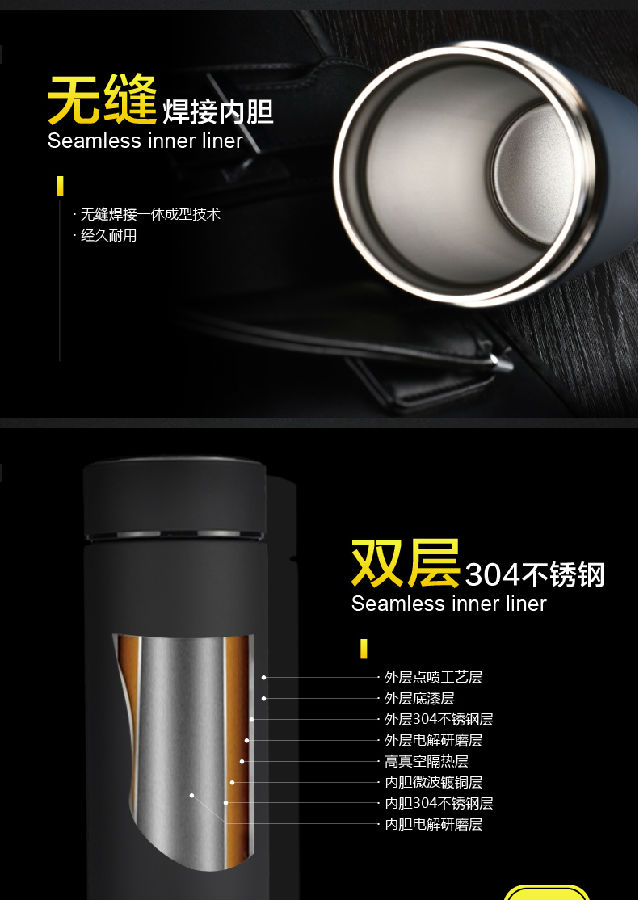 无缝焊接内胆
Seamless inner liner
· 无缝焊接一体成型技术
· 经久耐用
双层304不锈钢
Seamless inner liner
· 外层点喷工艺层
· 外层底漆层
· 外层304不锈钢层
· 外层电解研磨层
· 高真空隔热层
· 内胆微波镀铜层
· 内胆304不锈钢层
· 内胆电解研磨层